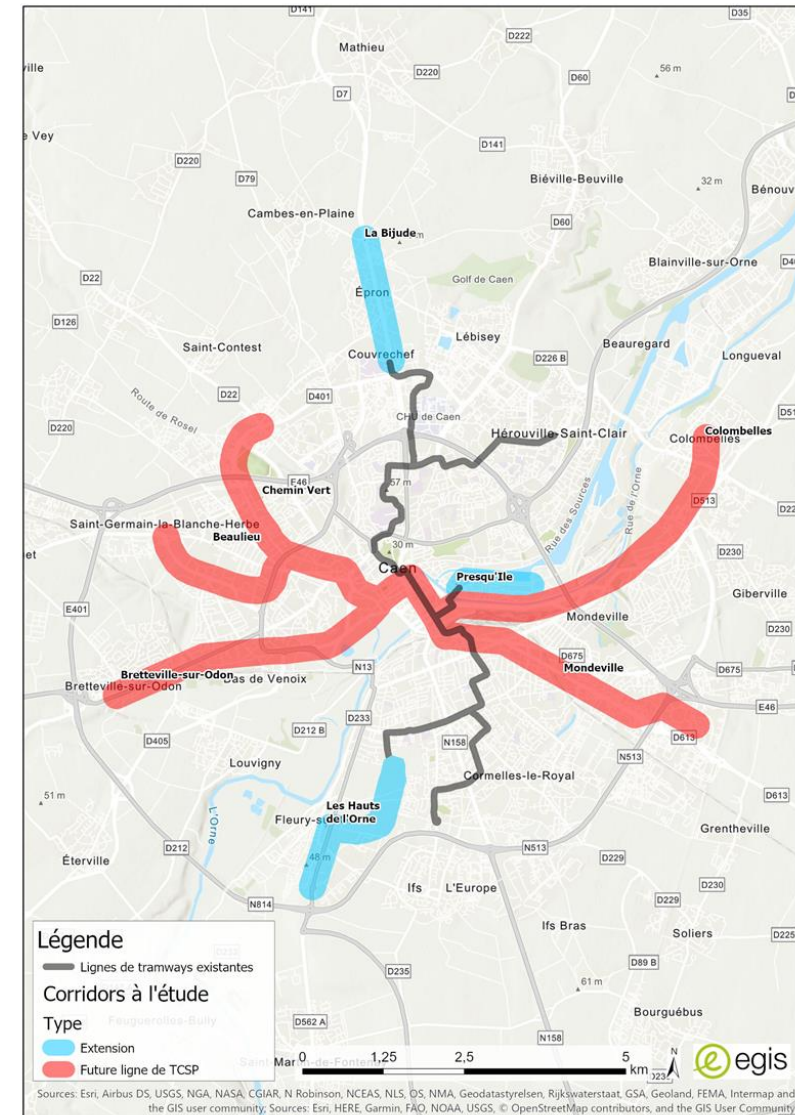 D141
D222
D35
Mathieu
D220
D60
56 m
D7
D220
D141
D79
Biéville-Beuville
32 m
Bénouv
Cambes-en-Plaine
La Bijude
D60
D22
Blainville-sur-Orne
Golf de Caen
Épron
D126
Saint-Contest
Lébisey
Beauregard
Couvrechef
D226 B
Longueval
D22
D401
Route de Rosel
CHU de Caen
D220
Hérouville-Saint-Clair
Colombelles
Colombelles
E46
Chemin Vert
57 m
D513
Saint-Germain-la-Blanche-Herbe
Rue des Sources
Rue de l'Orne
Beaulieu
30 m
D230
Caen
Presqu'Ile
Giberville
E401
Mondeville
D230
D675
D675
N13
Mondeville
Bretteville-sur-Odon
Bretteville-sur-Odon
Bas de Venoix
E46
D233
D405
D212 B
N158
D613
Louvigny
N513
Cormelles-le-Royal
51 m
L'Orne
Les Hauts
de l'Orne
D613
Grentheville
Éterville
D212
48 m
N513
D229
Ifs
L'Europe
D230
N814
D229
Ifs Bras
Soliers
D235
D225
D89 B
61 m
D562 A
N158
Bourguébus
Légende
Lignes de tramways existantes
Corridors à l'étude
Type
Extension
Future ligne de TCSP
0 1,25 2,5 5
km
N
egis
Sources: Esri, Airbus DS, USGS, NGA, NASA, CGIAR, N Robinson, NCEAS, NLS, OS, NMA, Geodatastyrelsen, Rijkswaterstaat, GSA, Geoland, FEMA, Intermap and
the GIS user community, Sources: Esri, HERE, Garmin, FAO, NOAA, USGS, © OpenStreetMap contributors, and the GIS User Community